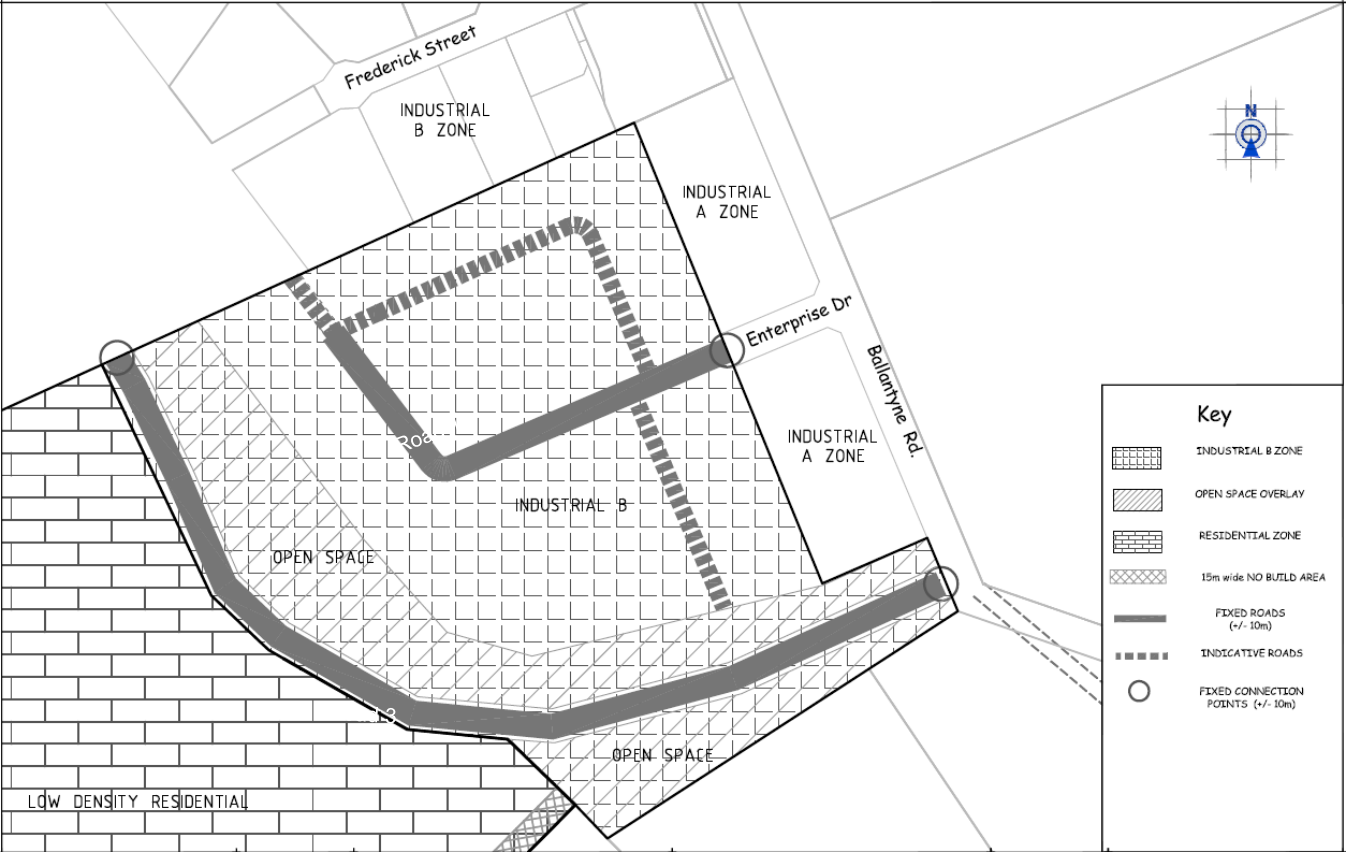 Frederick Street
INDUSTRIAL
B ZONE
N
INDUSTRIAL
A ZONE
Enterprise Dr
Ballantyne Rd.
INDUSTRIAL
A ZONE
INDUSTRIAL B
OPEN SPACE
OPEN SPACE
LOW DENSITY RESIDENTIAL
Key
INDUSTRIAL B ZONE
OPEN SPACE OVERLAY
RESIDENTIAL ZONE
15m wide NO BUILD AREA
FIXED ROADS
(+/- 10m)
INDICATIVE ROADS
FIXED CONNECTION
POINTS (+/- 10m)